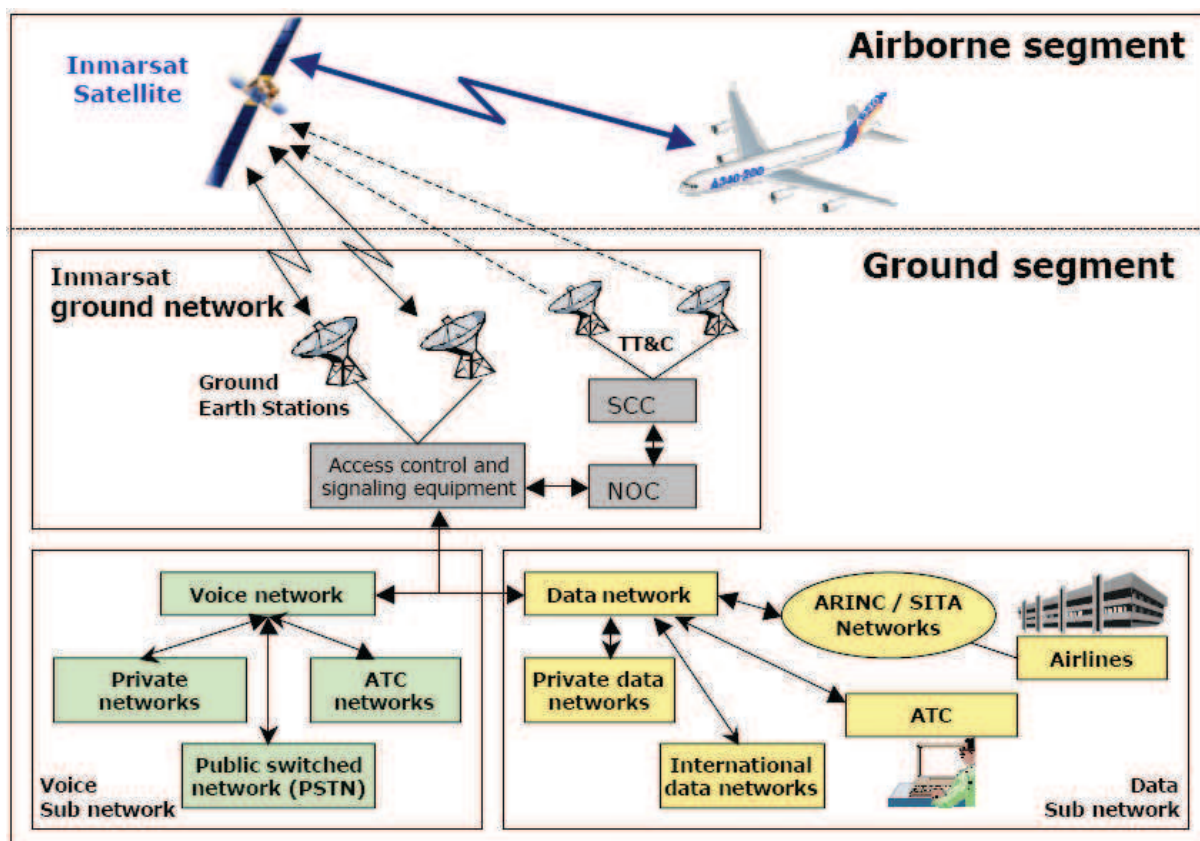 Airborne segment
Inmarsat
Satellite
A340-500
Ground segment
Inmarsat
ground network
TT&C
Ground
Earth Stations
SCC
Access control and
signaling equipment
NOC
Voice network
Private
networks
ATC
networks
Public switched
network (PSTN)
Voice
Sub network
Data network
ARINC / SITA
Networks
Airlines
Private data
networks
ATC
International
data networks
Data
Sub network